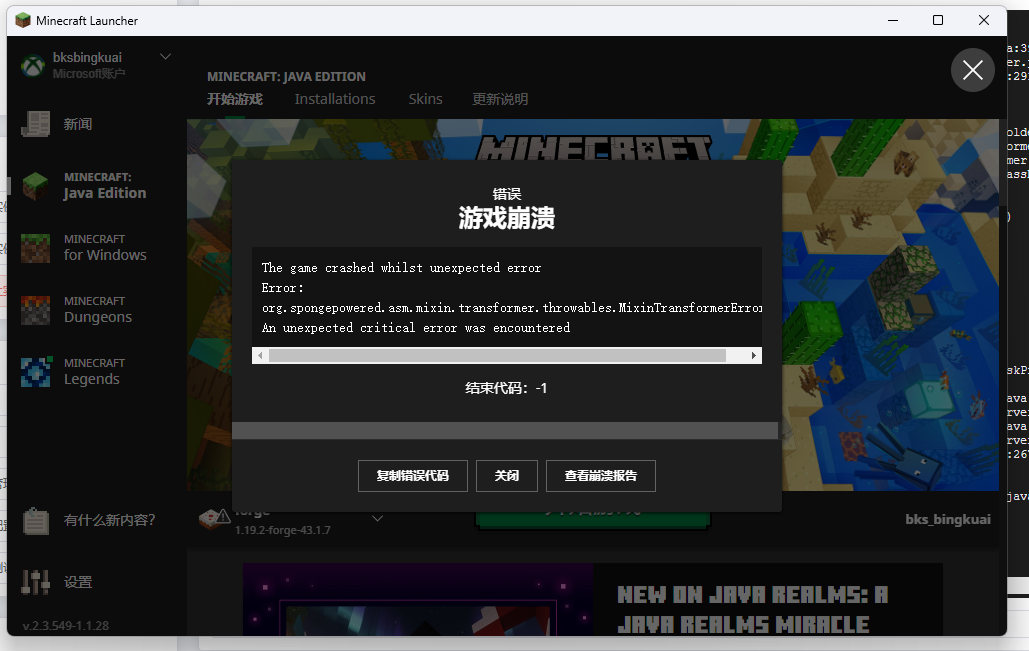 Minecraft Launcher
bksbingkuai
Microsoft账户
新闻
MINECRAFT:
Java Edition
MINECRAFT
for Windows
MINECRAFT
Dungeons
MINECRAFT
Legends
有什么新内容?
设置
v.2.3.549-1.1.28
MINECRAFT: JAVA EDITION
开始游戏 Installations Skins 更新说明
MINECRAFT
错误
游戏崩溃
The game crashed whilst unexpected error
Error:
org.spongepowered.asm.mixin.transformer.throwables.MixinTransformerError
An unexpected critical error was encountered
结束代码：-1
复制错误代码 关闭 查看崩溃报告
forge
1.19.2-forge-43.1.7
bks_bingkuai
NEW ON JAVA REALMS: A
JAVA REALMS MIRACLE